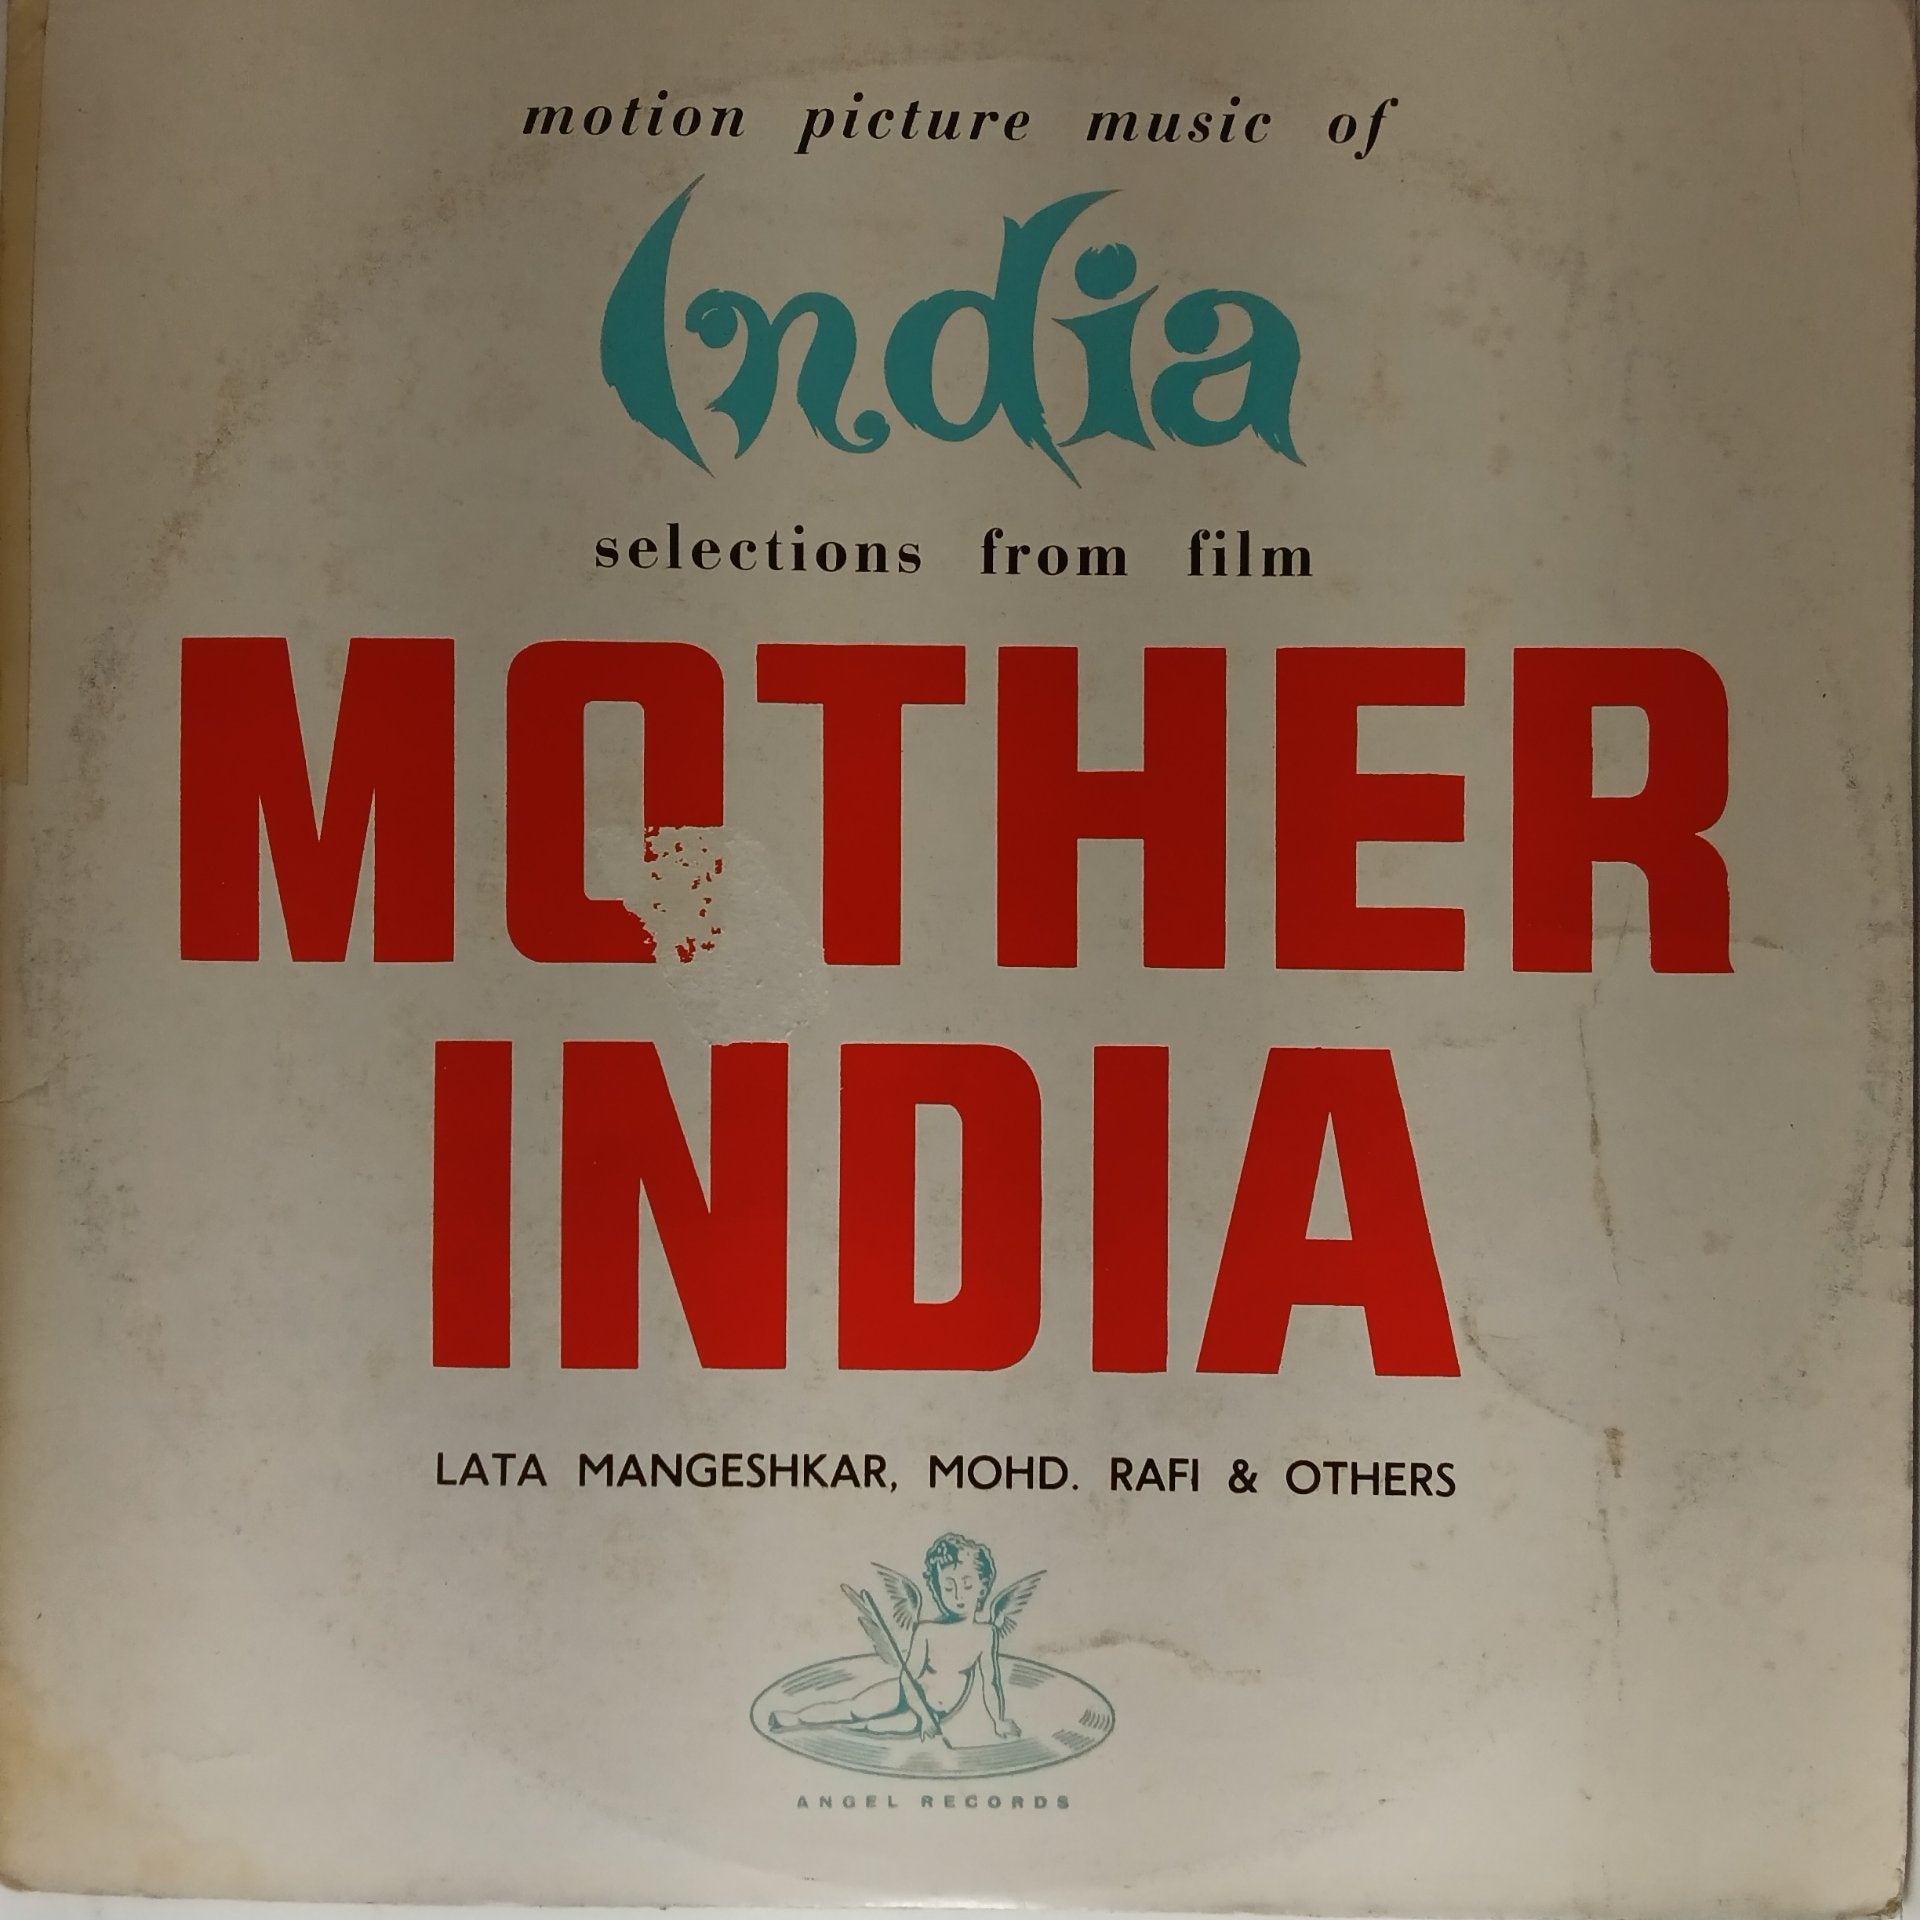 motion picture music of
India
selections from film
MOTHER
INDIA
LATA MANGESHKAR, MOHD. RAFI & OTHERS
ANGEL RECORDS